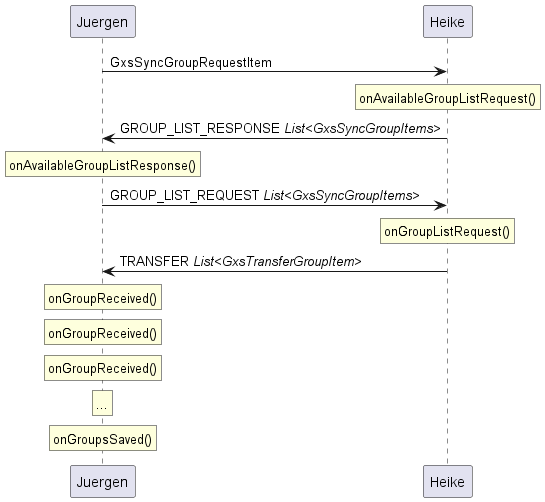 Juergen
Heike
GxsSyncGroupRequestItem
onAvailableGroupListRequest()
GROUP_LIST_RESPONSE List<GxsSyncGroupItems>
onAvailableGroupListResponse()
GROUP_LIST_REQUEST List<GxsSyncGroupItems>
onGroupListRequest()
TRANSFER List<GxsTransferGroupItem>
onGroupReceived()
onGroupReceived()
onGroupReceived()
...
onGroupsSaved()
Juergen
Heike